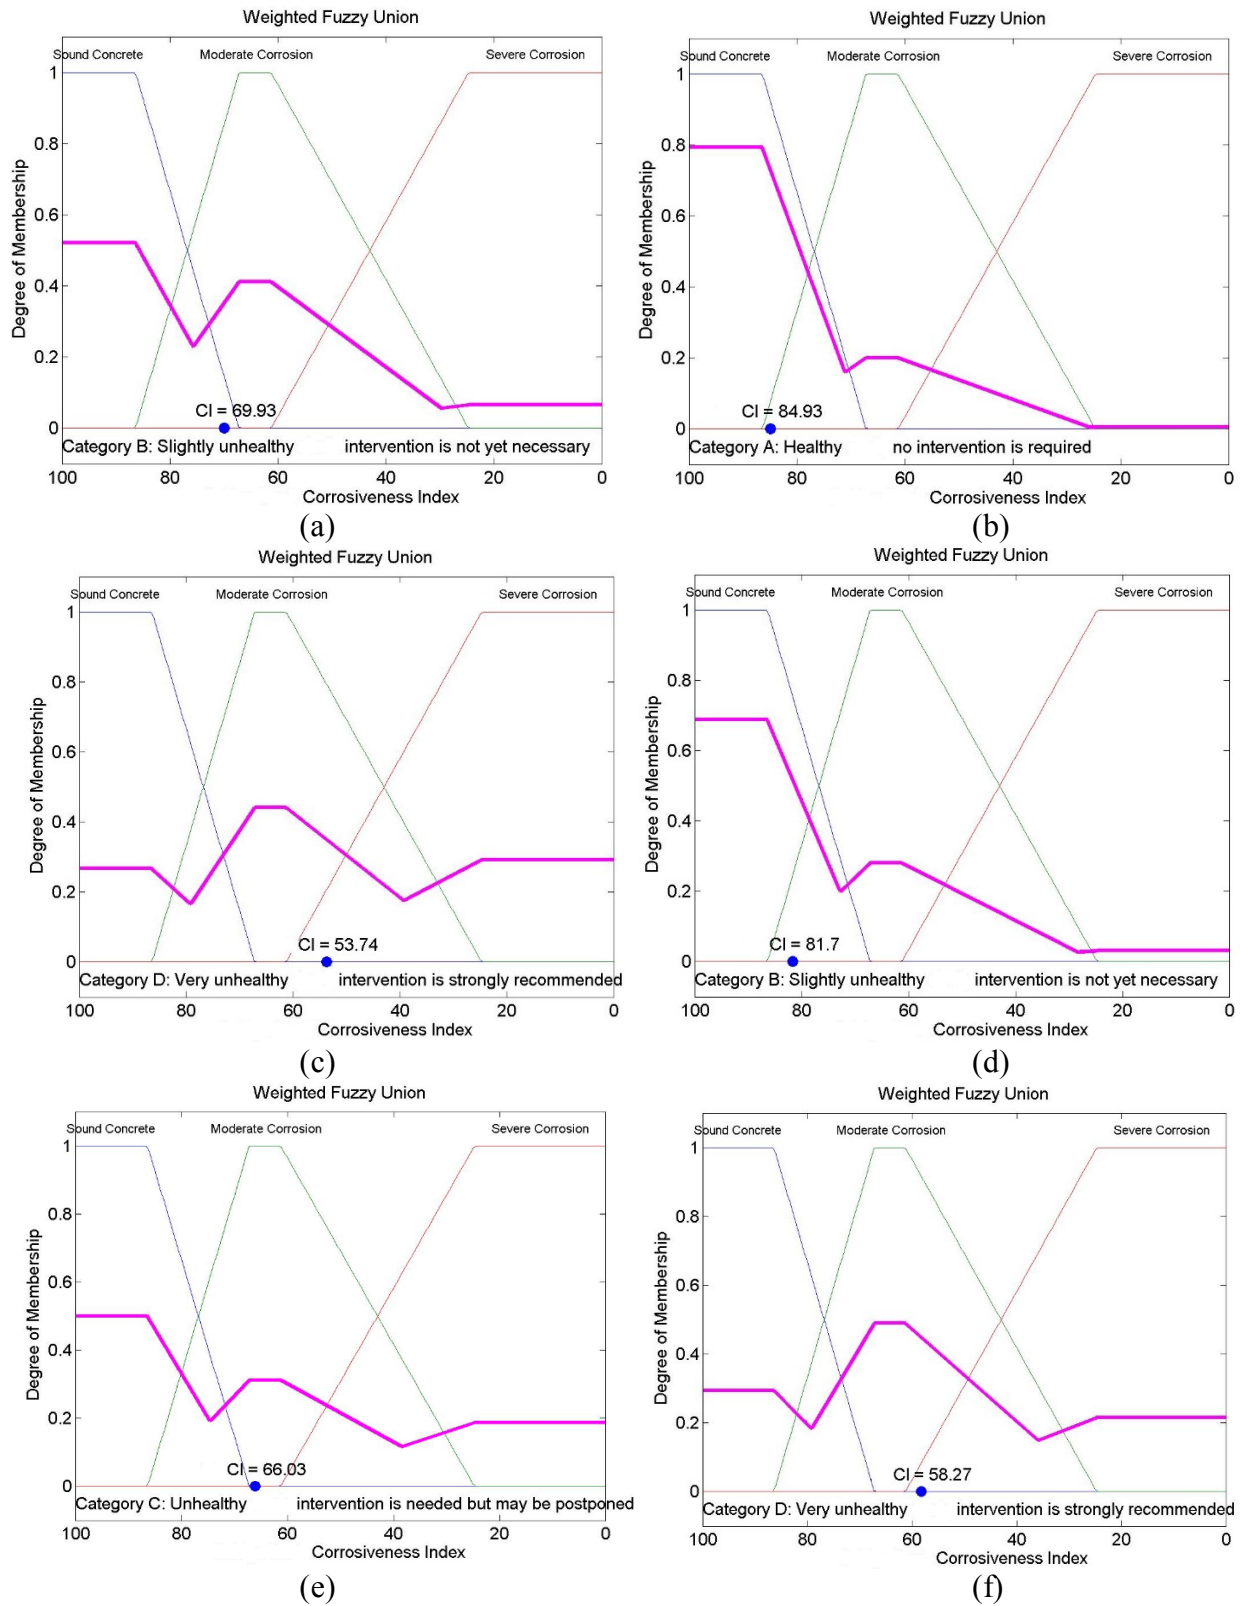 Weighted Fuzzy Union
Sound Concrete Moderate Corrosion Severe Corrosion
1
0.8
0.6
0.4
0.2
0
Degree of Membership
CI = 69.93
Category B: Slightly unhealthy intervention is not yet necessary
100 80 60 40 20 0
Corrosiveness Index
(a)
Weighted Fuzzy Union
Sound Concrete Moderate Corrosion Severe Corrosion
1
0.8
0.6
0.4
0.2
0
Degree of Membership
CI = 84.93
Category A: Healthy no intervention is required
100 80 60 40 20 0
Corrosiveness Index
(b)
Weighted Fuzzy Union
Sound Concrete Moderate Corrosion Severe Corrosion
1
0.8
0.6
0.4
0.2
0
Degree of Membership
CI = 53.74
Category D: Very unhealthy intervention is strongly recommended
100 80 60 40 20 0
Corrosiveness Index
(c)
Weighted Fuzzy Union
Sound Concrete Moderate Corrosion Severe Corrosion
1
0.8
0.6
0.4
0.2
0
Degree of Membership
CI = 81.7
Category B: Slightly unhealthy intervention is not yet necessary
100 80 60 40 20 0
Corrosiveness Index
(d)
Weighted Fuzzy Union
Sound Concrete Moderate Corrosion Severe Corrosion
1
0.8
0.6
0.4
0.2
0
Degree of Membership
CI = 66.03
Category C: Unhealthy intervention is needed but may be postponed
100 80 60 40 20 0
Corrosiveness Index
(e)
Weighted Fuzzy Union
Sound Concrete Moderate Corrosion Severe Corrosion
1
0.8
0.6
0.4
0.2
0
Degree of Membership
CI = 58.27
Category D: Very unhealthy intervention is strongly recommended
100 80 60 40 20 0
Corrosiveness Index
(f)